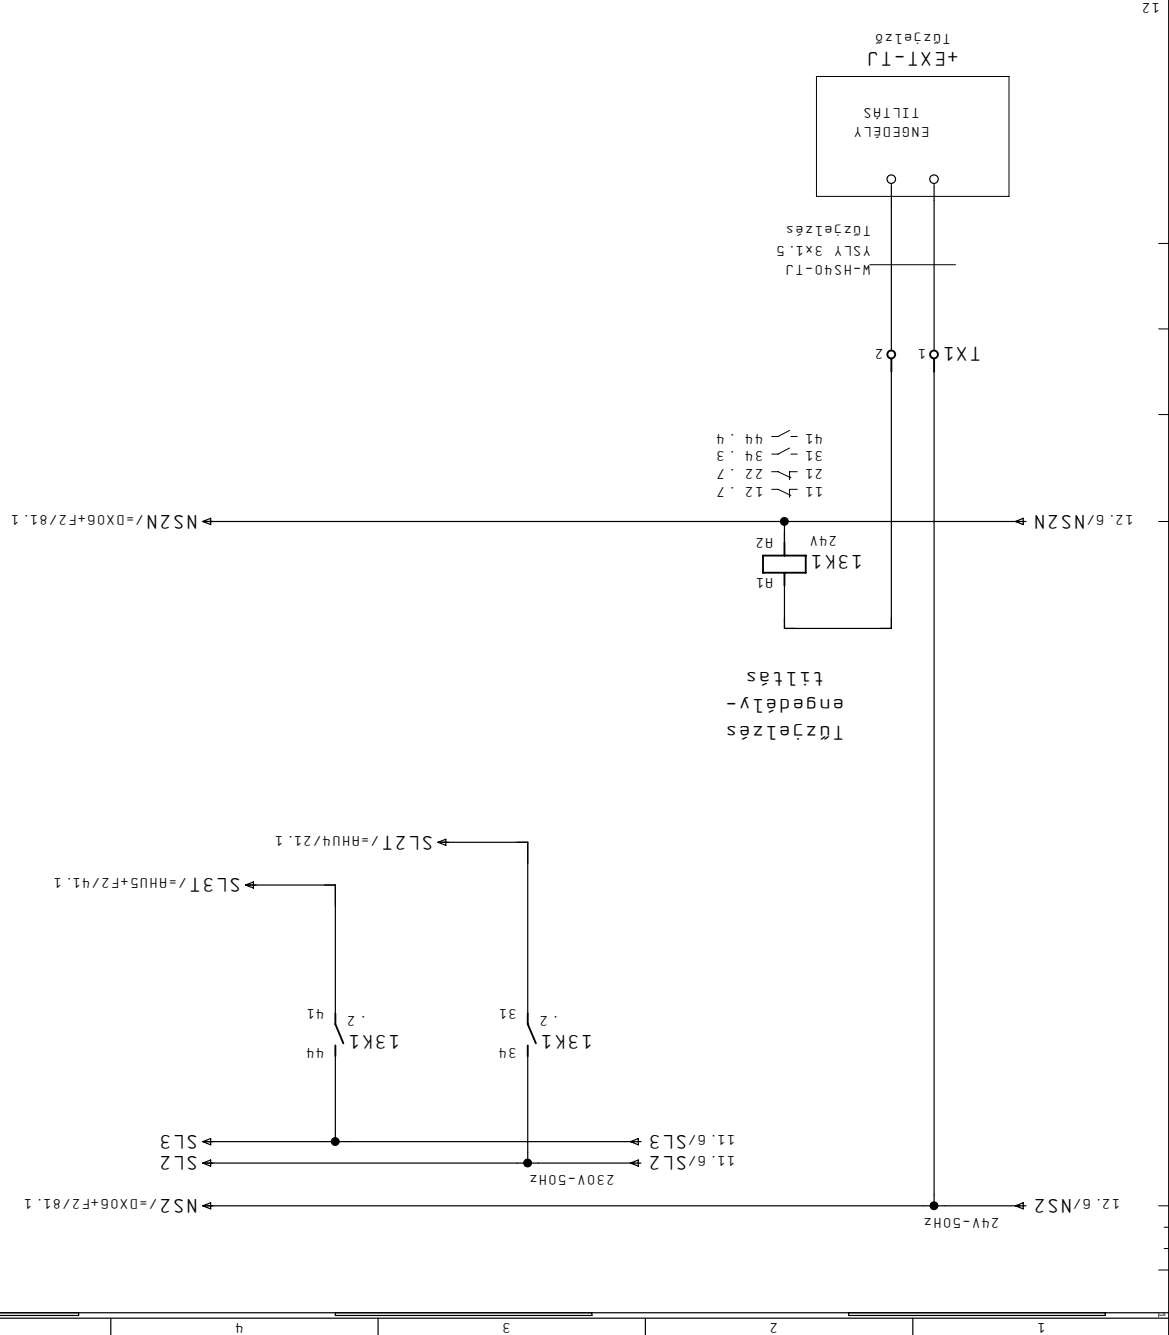 1 2 3 4
24V-50Hz
12.6/NS2
NS2/=DX06+F2/81.1
230V-50Hz
11.6/SL2
SL2
11.6/SL3
SL3
13K1
.2
34
31
13K1
.2
44
41
SL3T/=AHU5+F2/41.1
SL2T/=AHU4/21.1
Tűzjelzés
engedély-
tiltás
A1
13K1
24V
A2
12.6/NS2N
NS2N/=DX06+F2/81.1
11 12 .7
21 22 .7
31 34 .3
41 44 .4
TX1
1
2
W-HS40-TJ
YSLY 3x1.5
Tűzjelzés
ENGEDÉLY
TILTÁS
+EXT-TJ
Tűzjelző
12